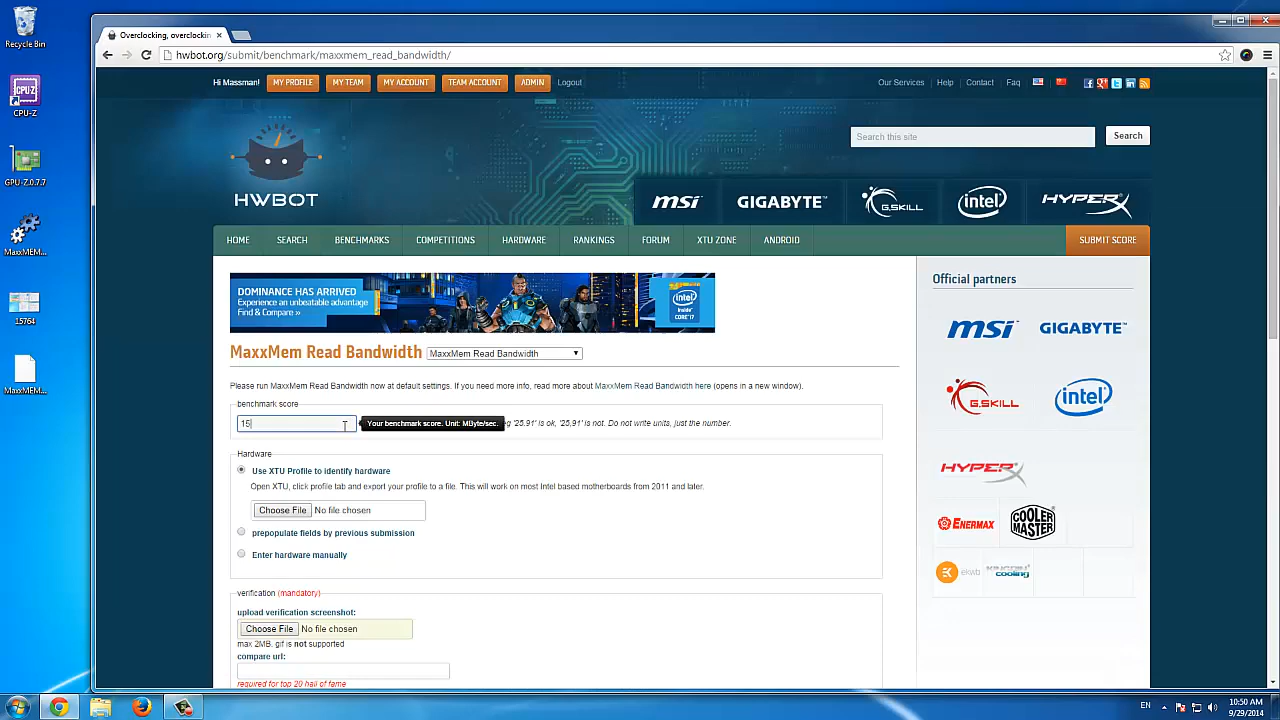 Recycle Bin
CPU-Z
GPU-Z.0.7.7
MaxxMEM...
15764
MaxxMEM...
Overclocking, overclockin
hwbot.org/submit/benchmark/maxxmem_read_bandwidth/
Hi Massman! MY PROFILE MY TEAM MY ACCOUNT TEAM ACCOUNT ADMIN Logout
Our Services Help Contact Faq
Search this site Search
HWBOT
msi GIGABYTE G.SKILL intel HYPERX
HOME SEARCH BENCHMARKS COMPETITIONS HARDWARE RANKINGS FORUM XTU ZONE ANDROID SUBMIT SCORE
DOMINANCE HAS ARRIVED
Experience an unbeatable advantage
Find & Compare »
intel
inside
CORE i7
MaxxMem Read Bandwidth MaxxMem Read Bandwidth
Please run MaxxMem Read Bandwidth now at default settings. If you need more info, read more about MaxxMem Read Bandwidth here (opens in a new window).
benchmark score
15 Your benchmark score. Unit: MByte/sec. g '25.91' is ok, '25,91' is not. Do not write units, just the number.
Hardware
Use XTU Profile to identify hardware
Open XTU, click profile tab and export your profile to a file. This will work on most Intel based motherboards from 2011 and later.
Choose File No file chosen
prepopulate fields by previous submission
Enter hardware manually
verification (mandatory)
upload verification screenshot:
Choose File No file chosen
max 2MB. gif is not supported
compare url:
required for top 20 hall of fame
Official partners
msi GIGABYTE
G.SKILL intel
HYPERX
ENERMAX COOLER MASTER
ekwb KINGPIN cooling
EN 10:50 AM
9/29/2014